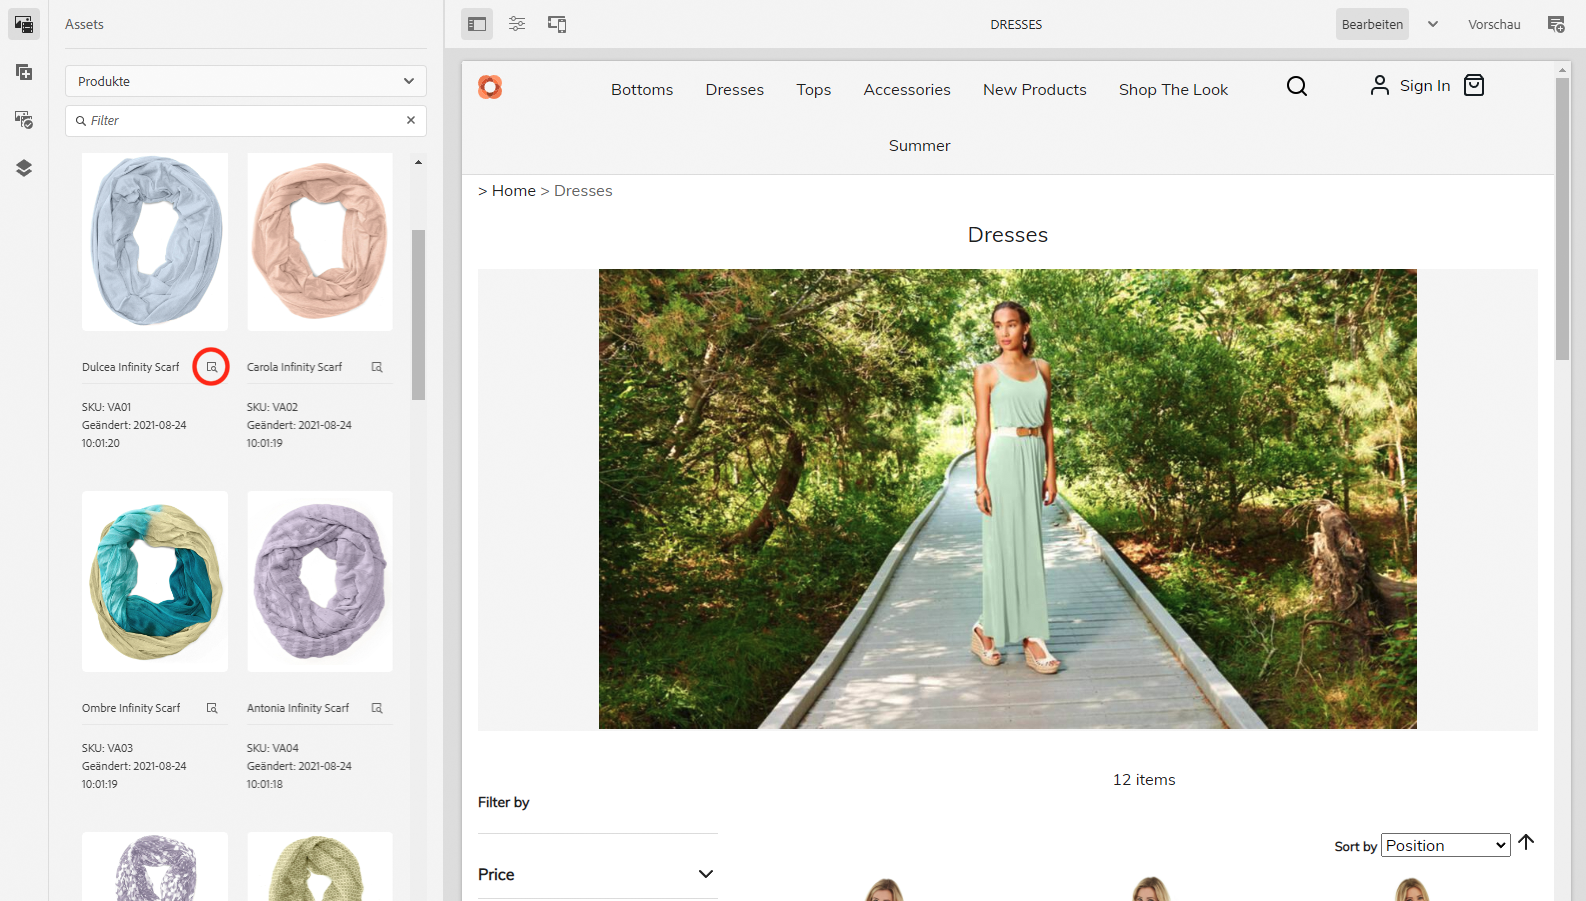 Assets
Produkte
Filter
Dulcea Infinity Scarf
SKU: VA01
Geändert: 2021-08-24
10:01:20
Carola Infinity Scarf
SKU: VA02
Geändert: 2021-08-24
10:01:19
Ombre Infinity Scarf
SKU: VA03
Geändert: 2021-08-24
10:01:19
Antonia Infinity Scarf
SKU: VA04
Geändert: 2021-08-24
10:01:18
DRESSES
Bearbeiten
Vorschau
Bottoms
Dresses
Tops
Accessories
New Products
Shop The Look
Summer
Sign In
> Home > Dresses
Dresses
12 items
Filter by
Price
Sort by Position